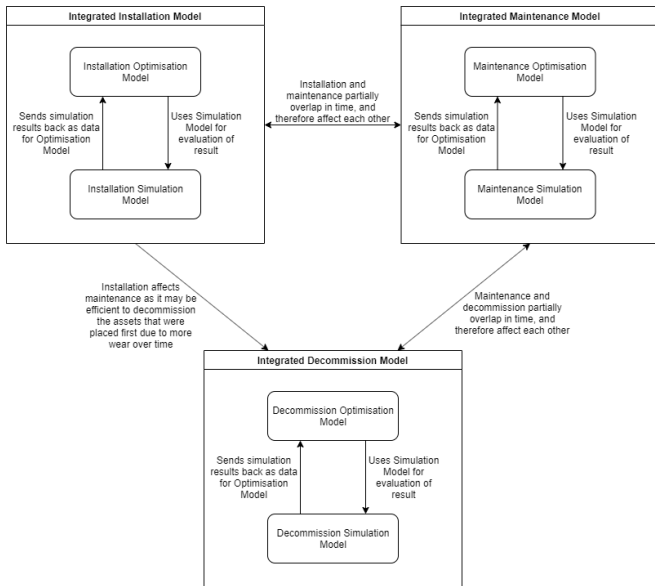 Integrated Installation Model
Installation Optimisation
Model
Sends simulation
results back as data
for Optimisation
Model
Uses Simulation
Model for
evaluation of
result
Installation Simulation
Model
Installation and
maintenance partially
overlap in time, and
therefore affect each other
Integrated Maintenance Model
Maintenance Optimisation
Model
Sends simulation
results back as data
for Optimisation
Model
Uses Simulation
Model for
evaluation of
result
Maintenance Simulation
Model
Installation affects
maintenance as it may be
efficient to decommission
the assets that were
placed first due to more
wear over time
Maintenance and
decommission partially
overlap in time, and
therefore affect each other
Integrated Decommission Model
Decommission Optimisation
Model
Sends simulation
results back as data
for Optimisation
Model
Uses Simulation
Model for
evaluation of
result
Decommission Simulation
Model